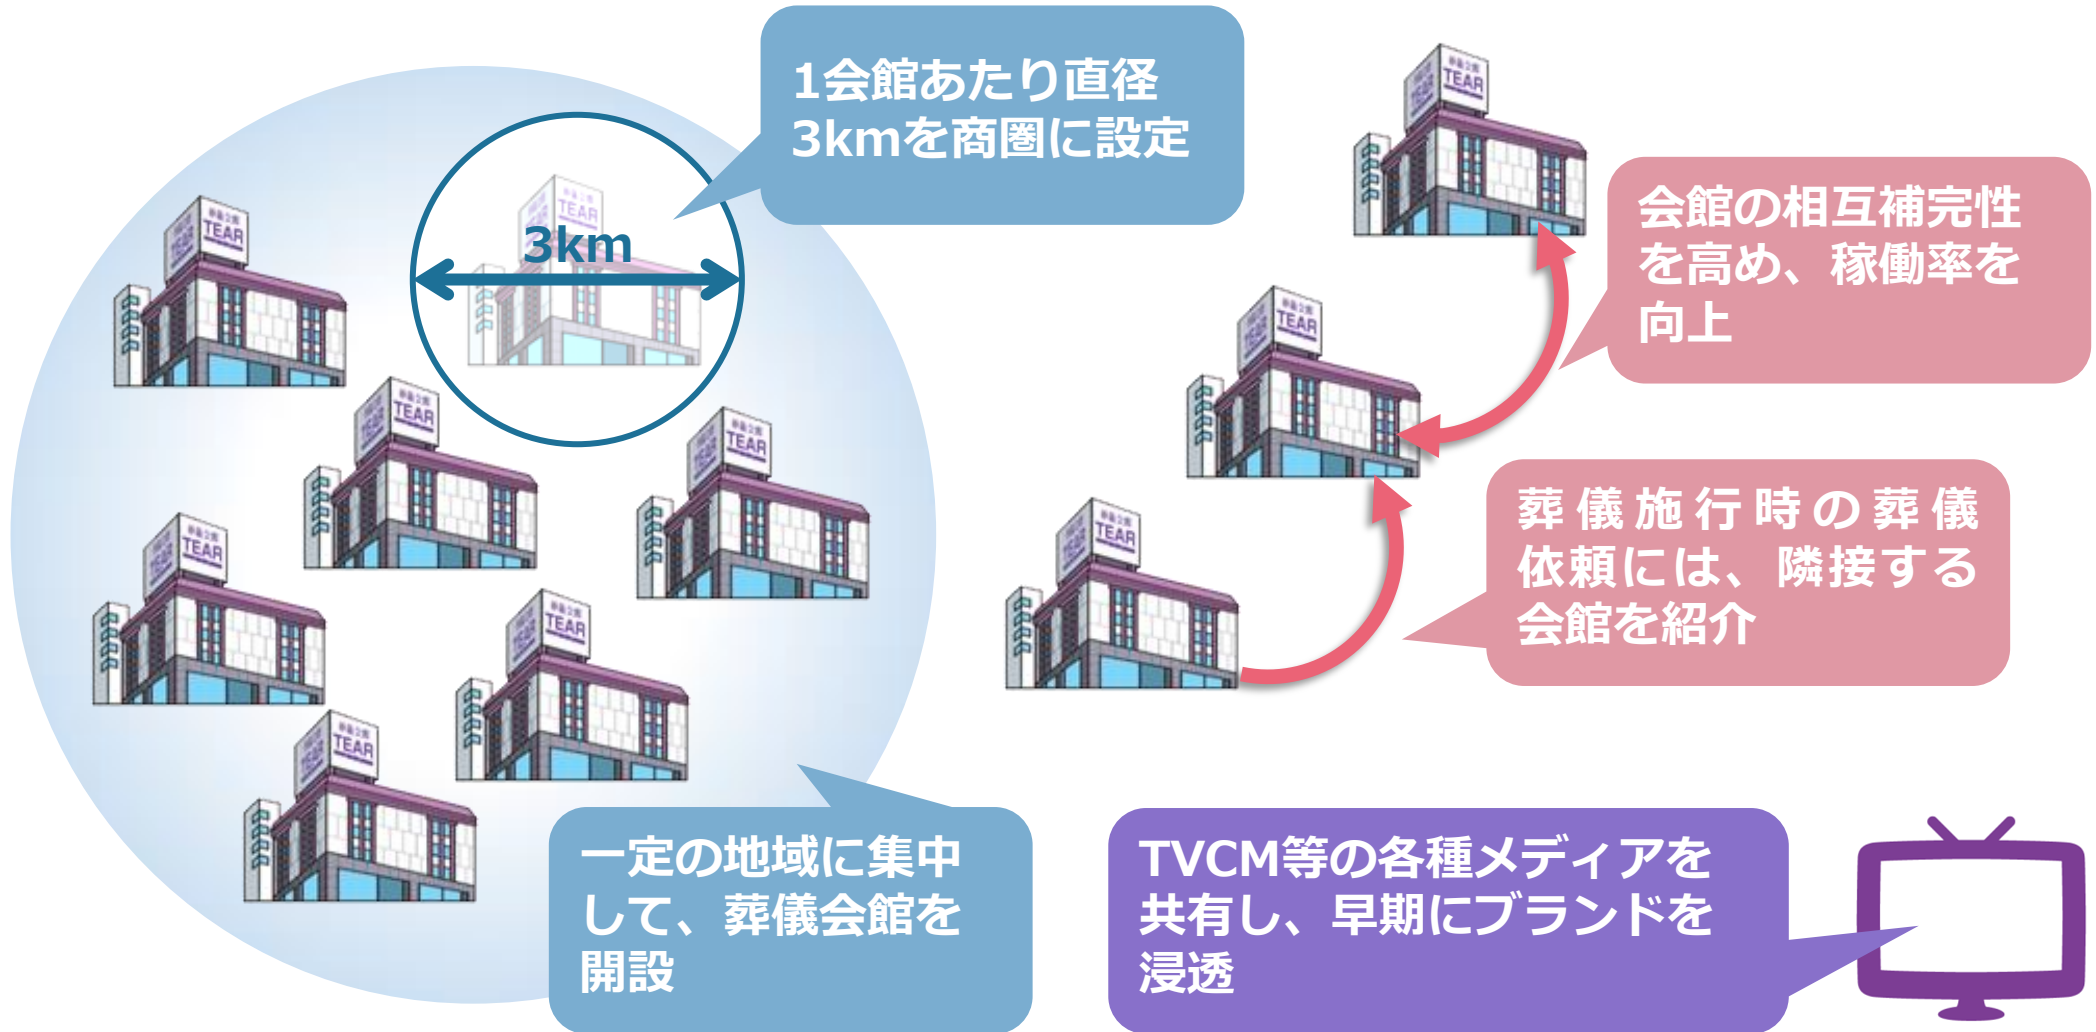 1会館あたり直径
3kmを商圏に設定
3km
TEAR
TEAR
TEAR
TEAR
TEAR
TEAR
TEAR
一定の地域に集中
して、葬儀会館を
開設
TEAR
TEAR
TEAR
会館の相互補完性
を高め、稼働率を
向上
葬儀施行時の葬儀
依頼には、隣接する
会館を紹介
TVCM等の各種メディアを
共有し、早期にブランドを
浸透